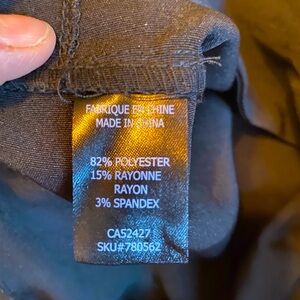 FABRIQUE EN CHINE
MADE IN CHINA
82% POLYESTER
15% RAYONNE
RAYON
3% SPANDEX
CA52427
SKU#780562